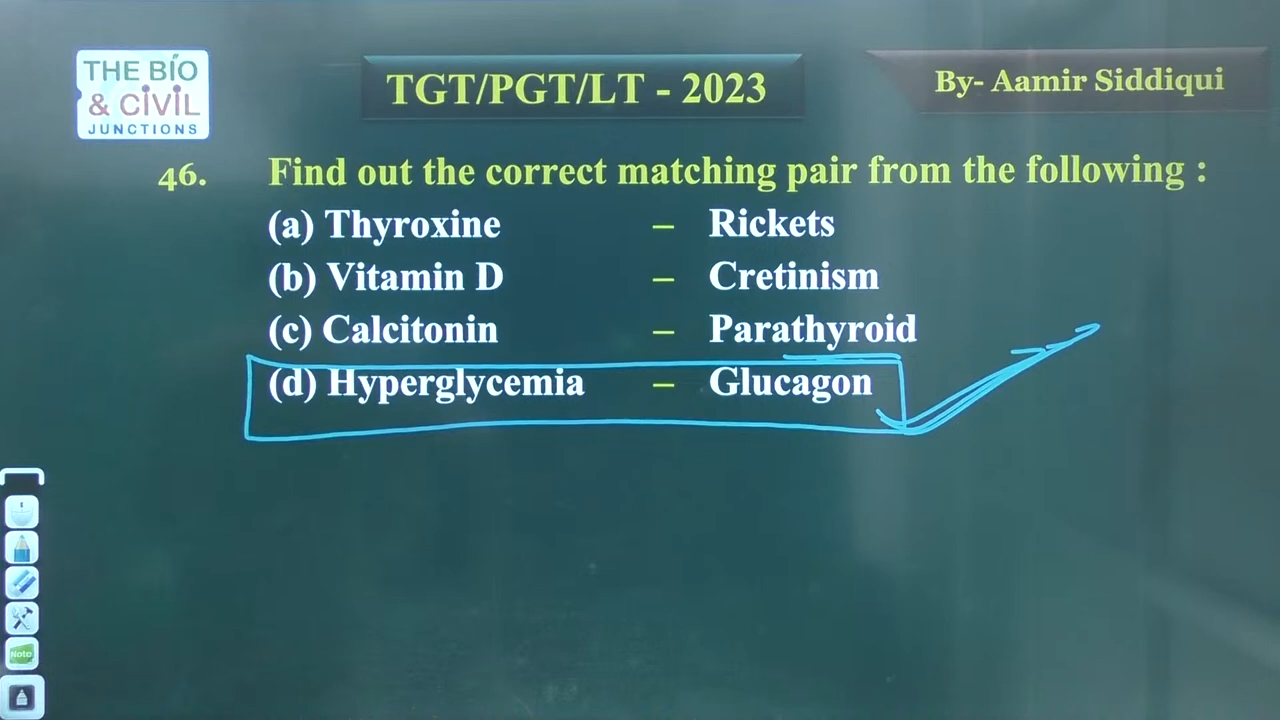 THE BIO
& CIVIL
JUNCTIONS
TGT/PGT/LT - 2023
By- Aamir Siddiqui
46. Find out the correct matching pair from the following :
(a) Thyroxine – Rickets
(b) Vitamin D – Cretinism
(c) Calcitonin – Parathyroid
(d) Hyperglycemia – Glucagon
Note